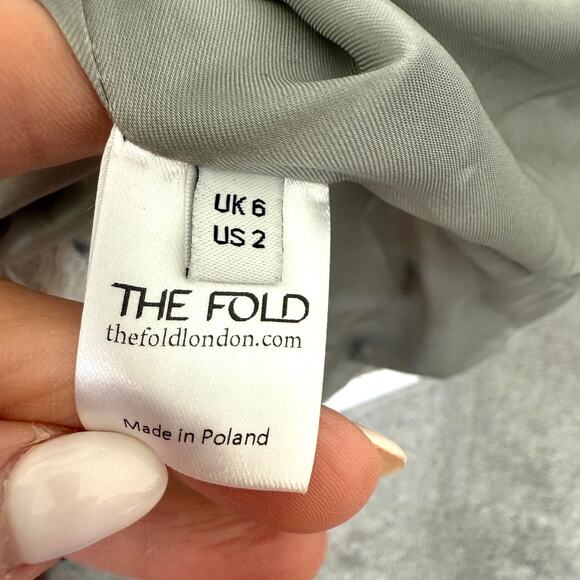 UK 6
US 2
THE FOLD
thefoldlondon.com
Made in Poland